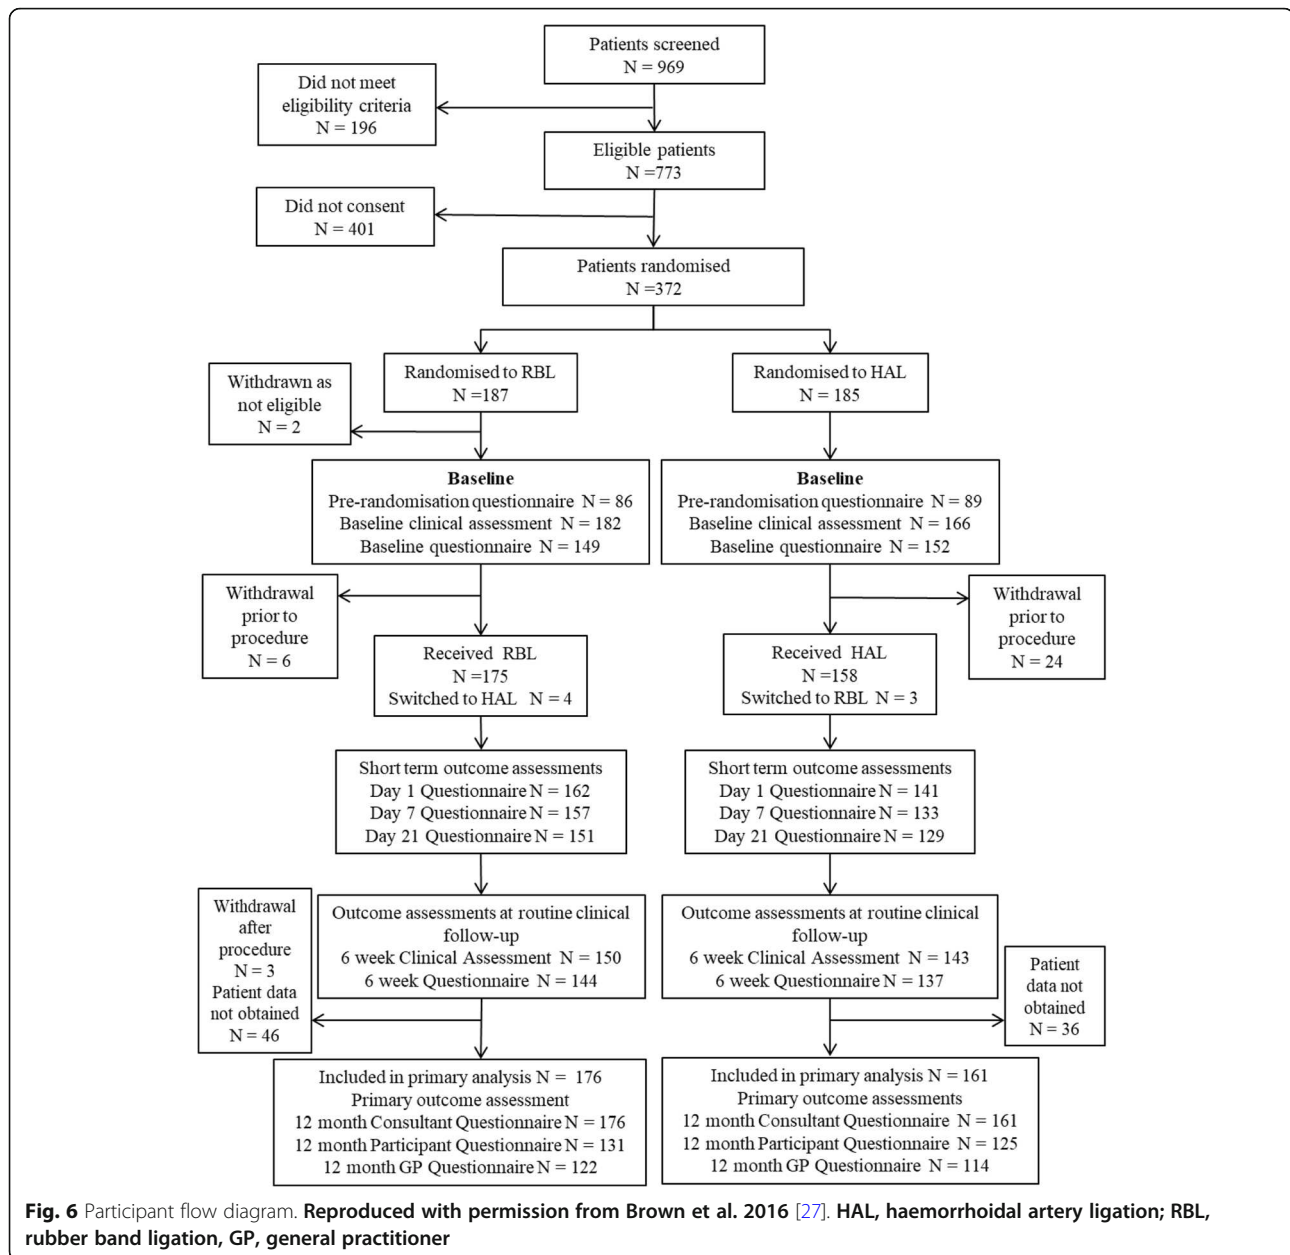 Patients screened
N = 969
Did not meet
eligibility criteria
N = 196
Eligible patients
N =773
Did not consent
N = 401
Patients randomised
N =372
Randomised to RBL
N =187
Randomised to HAL
N = 185
Withdrawn as
not eligible
N = 2
Baseline
Pre-randomisation questionnaire N = 86
Baseline clinical assessment N = 182
Baseline questionnaire N = 149
Baseline
Pre-randomisation questionnaire N = 89
Baseline clinical assessment N = 166
Baseline questionnaire N = 152
Withdrawal
prior to
procedure
N = 6
Withdrawal
prior to
procedure
N = 24
Received RBL
N =175
Switched to HAL N = 4
Received HAL
N =158
Switched to RBL N = 3
Short term outcome assessments
Day 1 Questionnaire N = 162
Day 7 Questionnaire N = 157
Day 21 Questionnaire N = 151
Short term outcome assessments
Day 1 Questionnaire N = 141
Day 7 Questionnaire N = 133
Day 21 Questionnaire N = 129
Withdrawal
after
procedure
N = 3
Patient data
not obtained
N = 46
Outcome assessments at routine clinical
follow-up
6 week Clinical Assessment N = 150
6 week Questionnaire N = 144
Outcome assessments at routine clinical
follow-up
6 week Clinical Assessment N = 143
6 week Questionnaire N = 137
Patient
data not
obtained
N = 36
Included in primary analysis N = 176
Primary outcome assessment
12 month Consultant Questionnaire N = 176
12 month Participant Questionnaire N = 131
12 month GP Questionnaire N = 122
Included in primary analysis N = 161
Primary outcome assessments
12 month Consultant Questionnaire N = 161
12 month Participant Questionnaire N = 125
12 month GP Questionnaire N = 114
Fig. 6 Participant flow diagram. Reproduced with permission from Brown et al. 2016 [27]. HAL, haemorrhoidal artery ligation; RBL,
rubber band ligation, GP, general practitioner